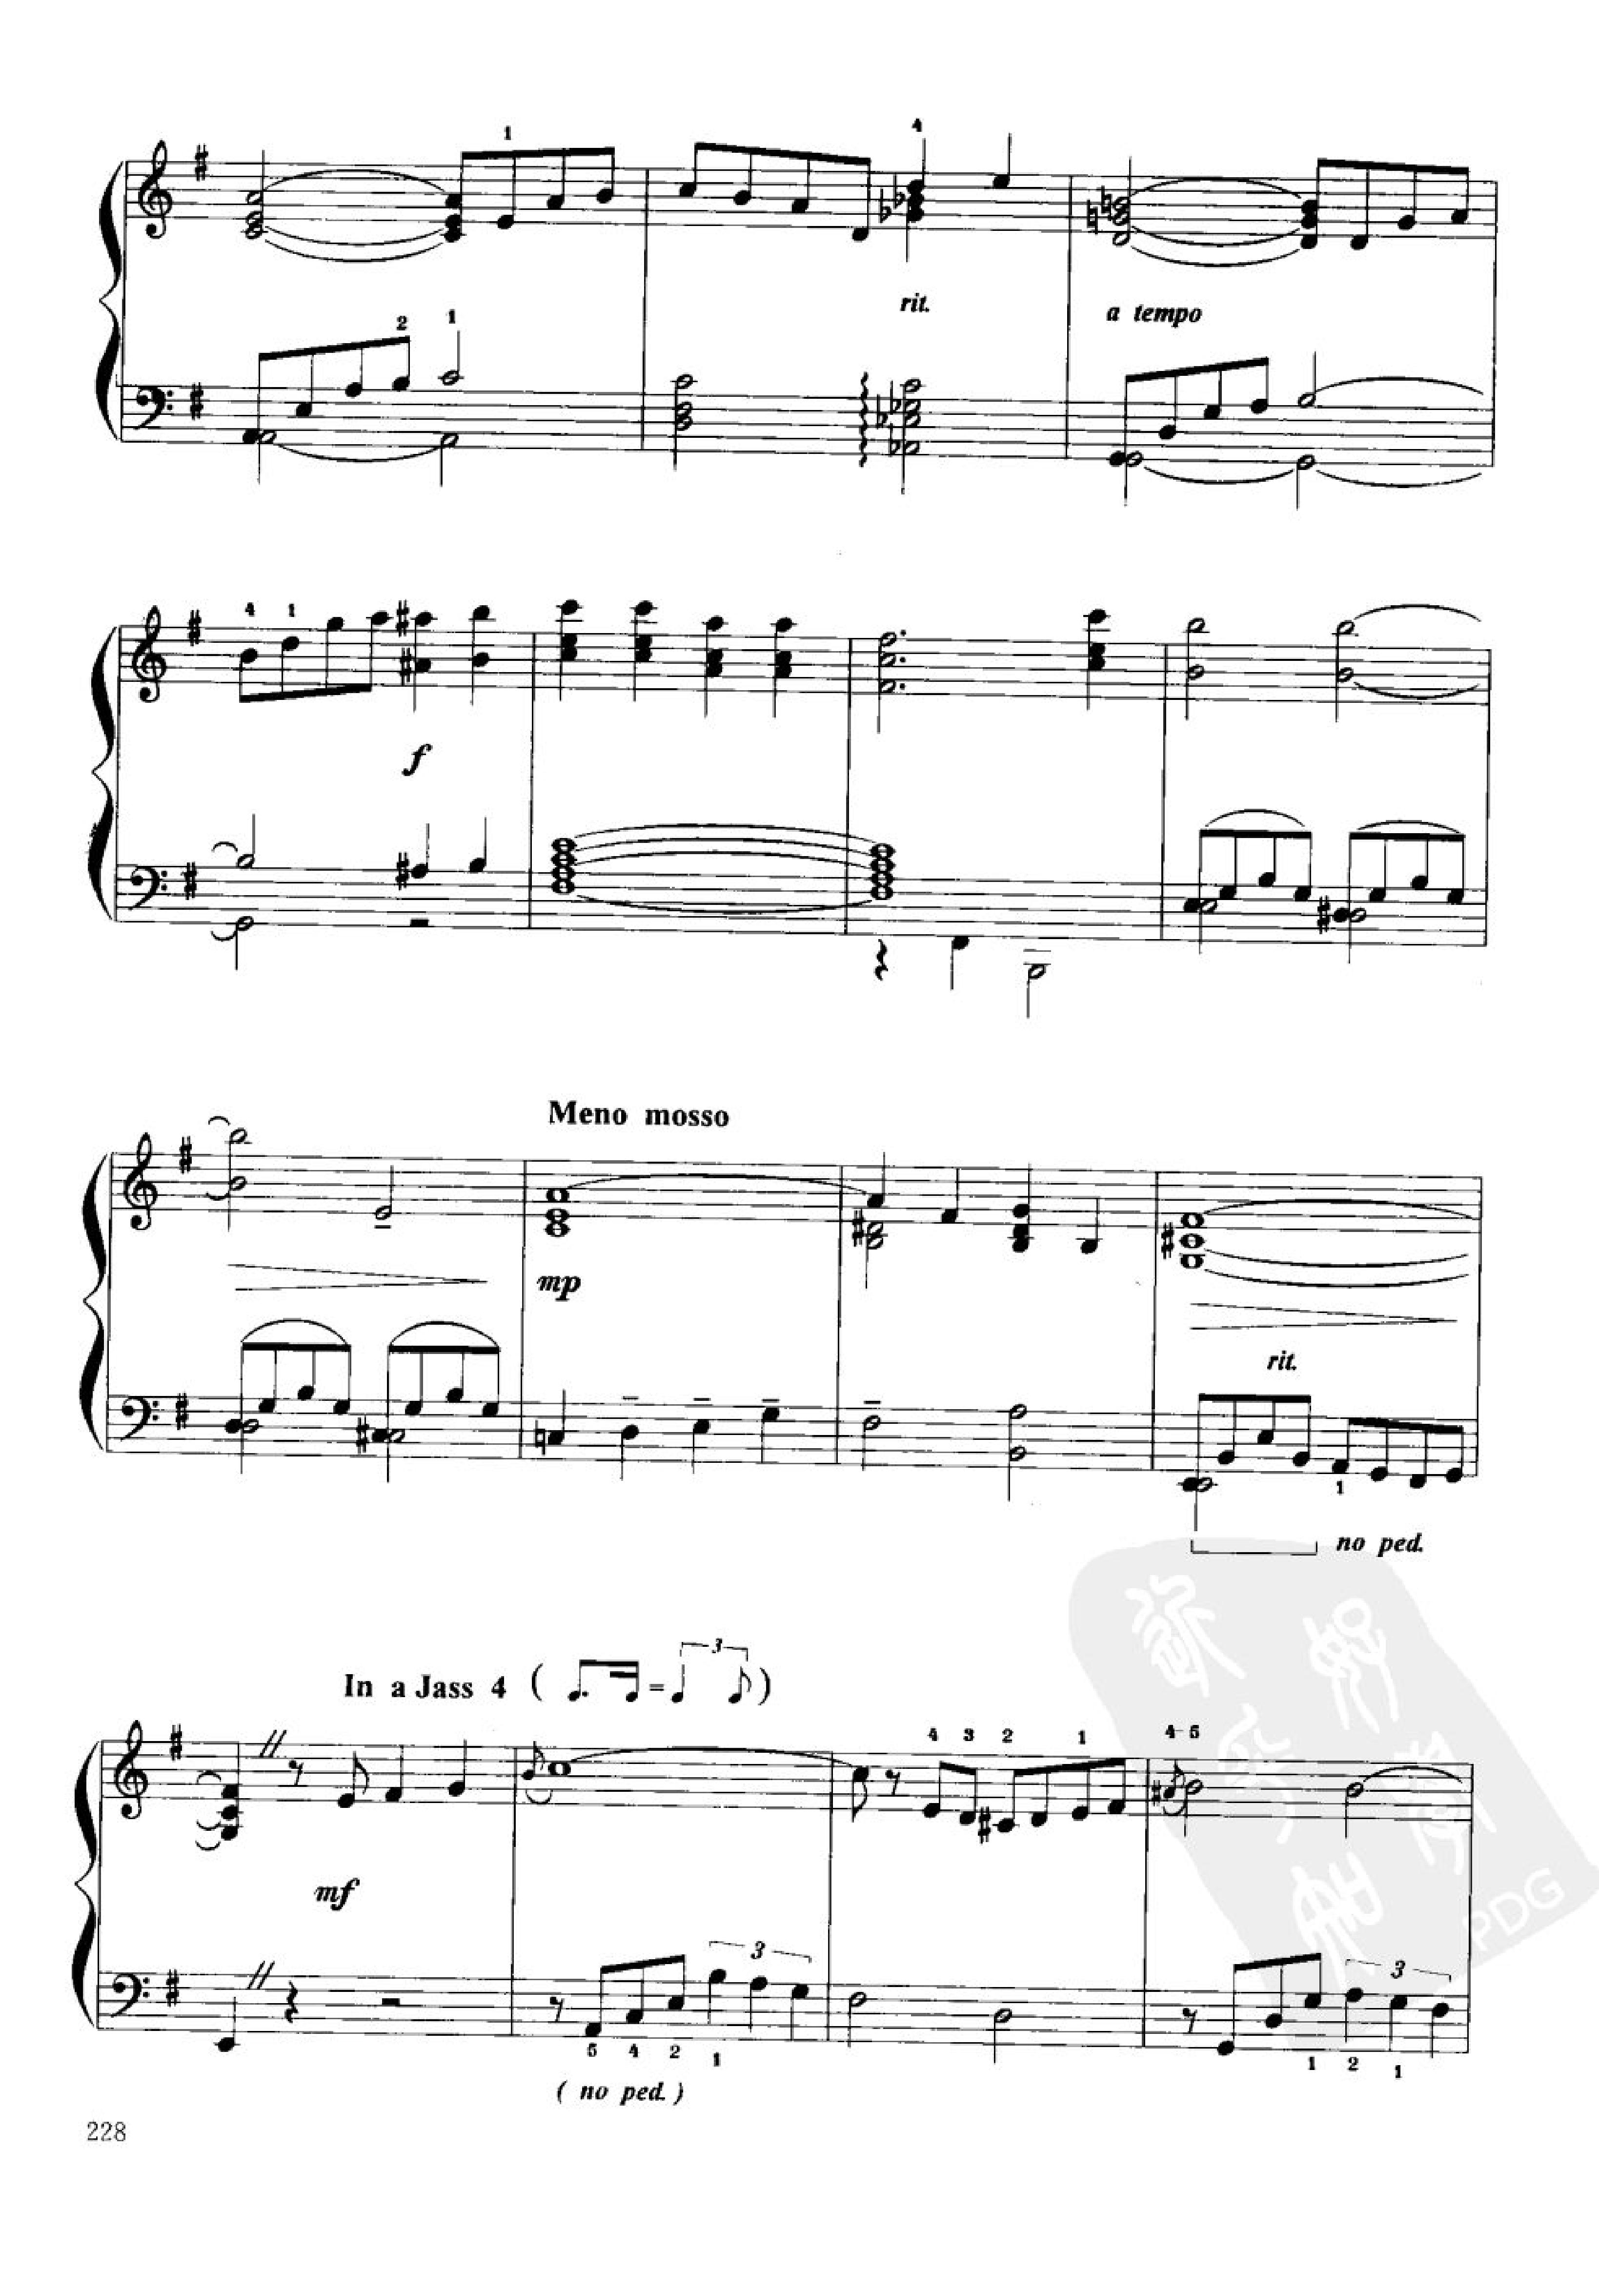 1 4
rit. a tempo
2 1
4 1
f
Meno mosso
mp
rit.
1
no ped.
In a Jass 4 ( = 3 )
4 3 2 1 4-5
mf
3 3
5 4 2 1 1 2 1
( no ped. )
228
PDG